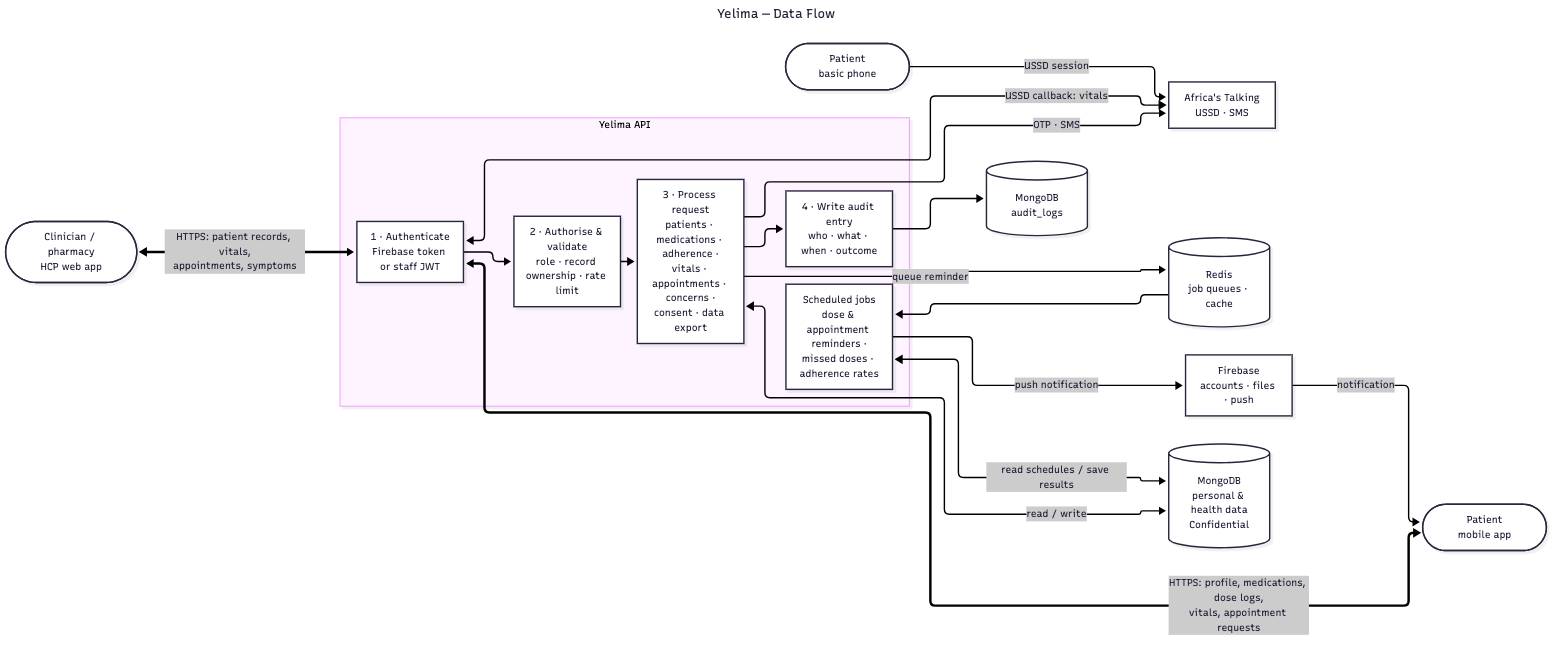 Yelima — Data Flow
Patient
basic phone
USSD session
Africa's Talking
USSD · SMS
USSD callback: vitals
OTP · SMS
Yelima API
Clinician /
pharmacy
HCP web app
HTTPS: patient records,
vitals,
appointments, symptoms
1 · Authenticate
Firebase token
or staff JWT
2 · Authorise &
validate
role · record
ownership · rate
limit
3 · Process
request
patients ·
medications ·
adherence ·
vitals ·
appointments ·
concerns ·
consent · data
export
4 · Write audit
entry
who · what ·
when · outcome
MongoDB
audit_logs
queue reminder
Redis
job queues ·
cache
Scheduled jobs
dose &
appointment
reminders ·
missed doses ·
adherence rates
push notification
Firebase
accounts · files
· push
notification
read schedules / save
results
read / write
MongoDB
personal &
health data
Confidential
Patient
mobile app
HTTPS: profile, medications,
dose logs,
vitals, appointment
requests